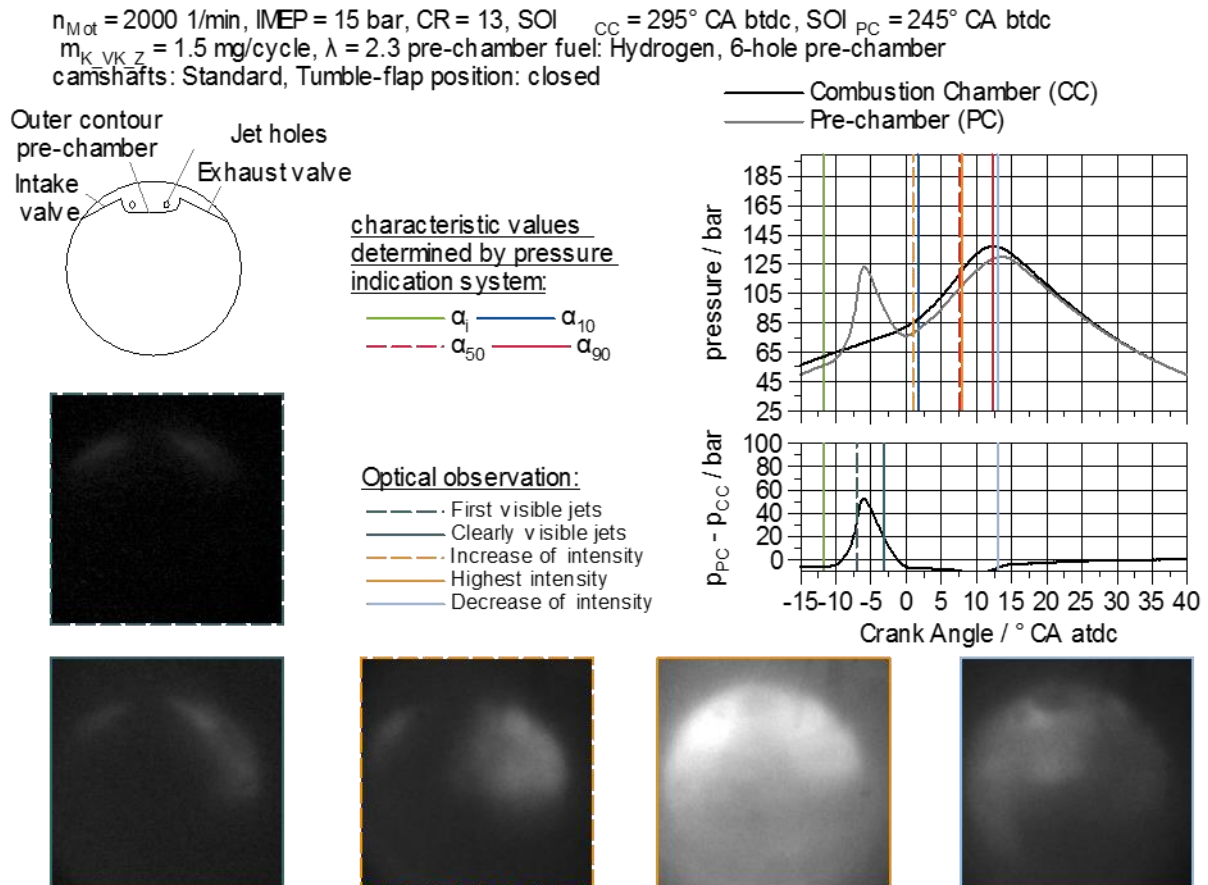 n_Mot = 2000 1/min, IMEP = 15 bar, CR = 13, SOI _CC = 295° CA btdc, SOI _PC = 245° CA btdc
m_K_VK_Z = 1.5 mg/cycle, λ = 2.3 pre-chamber fuel: Hydrogen, 6-hole pre-chamber
camshafts: Standard, Tumble-flap position: closed
Outer contour
pre-chamber
Jet holes
Intake
valve
Exhaust valve
characteristic values
determined by pressure
indication system:
α_i
α_10
α_50
α_90
Combustion Chamber (CC)
Pre-chamber (PC)
pressure / bar
185
165
145
125
105
85
65
45
25
Optical observation:
First visible jets
Clearly visible jets
Increase of intensity
Highest intensity
Decrease of intensity
p_PC - p_CC / bar
100
80
60
40
20
0
-15 -10 -5 0 5 10 15 20 25 30 35 40
Crank Angle / ° CA atdc